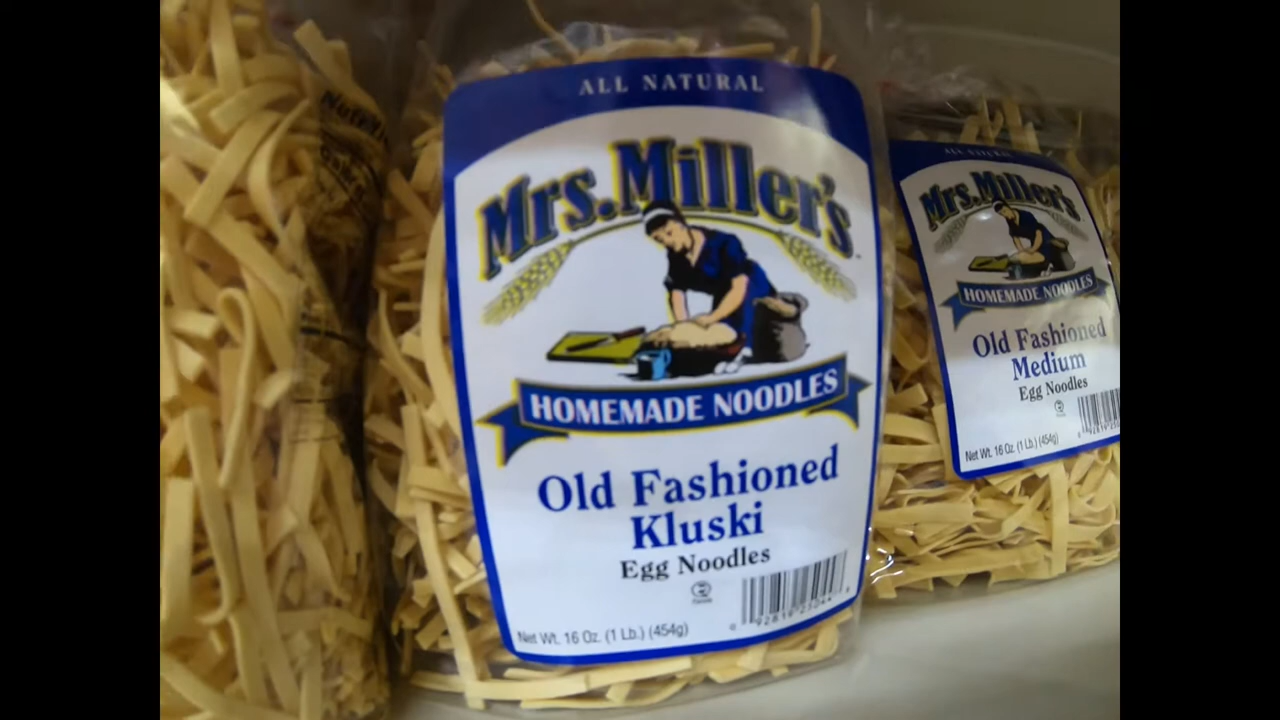 ALL NATURAL
Mrs. Miller's
HOMEMADE NOODLES
Old Fashioned
Kluski
Egg Noodles
Net Wt. 16 Oz. (1 Lb.) (454g)
ALL NATURAL
Mrs. Miller's
HOMEMADE NOODLES
Old Fashioned
Medium
Egg Noodles
Net Wt. 16 Oz. (1 Lb.) (454g)